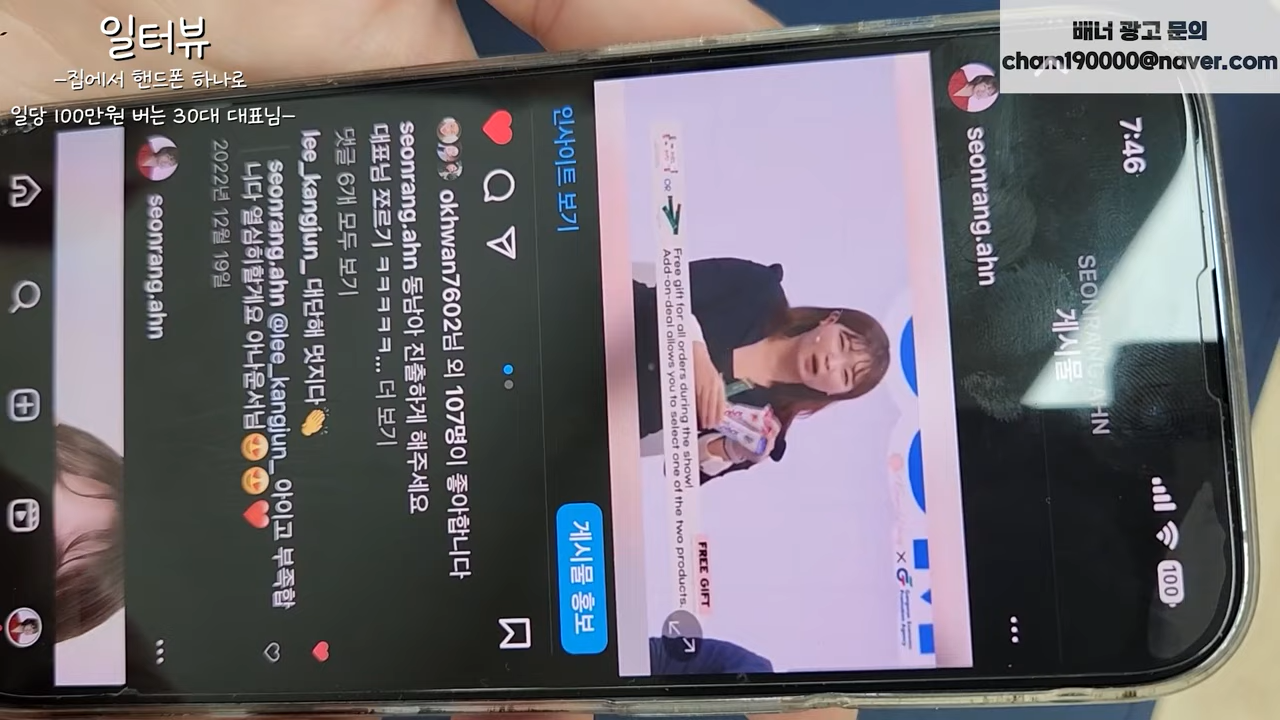 일터뷰
-집에서 핸드폰 하나로
일당 100만원 버는 30대 대표님-
배너 광고 문의
cham190000@naver.com
7:46
100
SEONRANG.AHN
게시물
seonrang.ahn
Free gift for all orders during the show!
Add-on-deal allows you to select one of the two products.
FREE GIFT
OR
X
인사이트 보기
게시물 홍보
okhwan7602님 외 107명이 좋아합니다
seonrang.ahn 동남아 진출하게 해주세요
대표님 쪼르기 ㅋㅋㅋㅋㅋ... 더 보기
댓글 6개 모두 보기
lee_kangjun_ 대단해 멋지다👏
seonrang.ahn @lee_kangjun_ 아이고 부족합
니다 열심히할게요 아나운서님😍😍❤️
2022년 12월 19일
seonrang.ahn